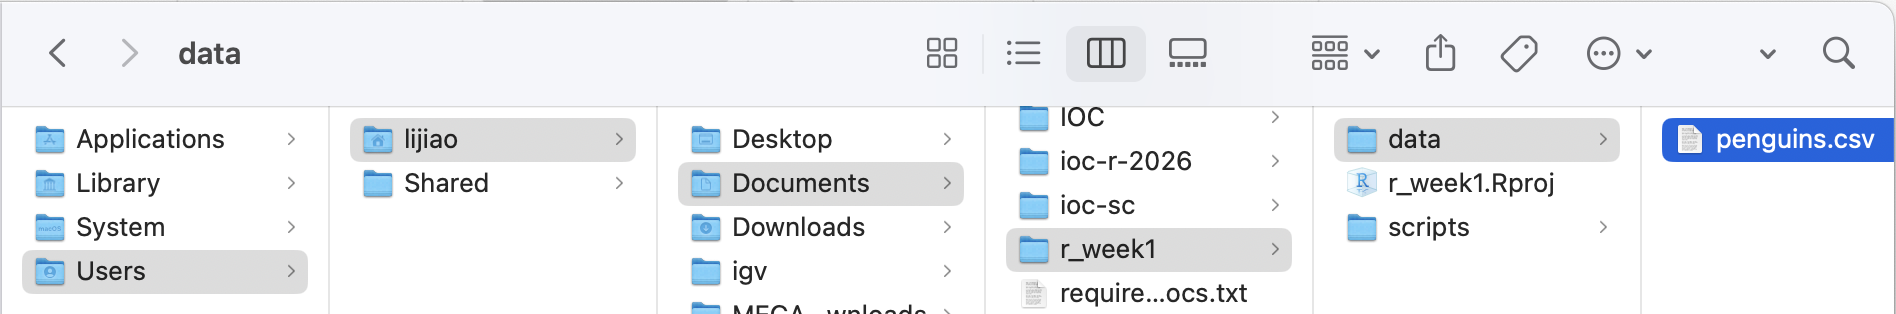 data
Applications
Library
System
Users
lijiao
Shared
Desktop
Documents
Downloads
igv
IOC
ioc-r-2026
ioc-sc
r_week1
require...ocs.txt
data
r_week1.Rproj
scripts
penguins.csv